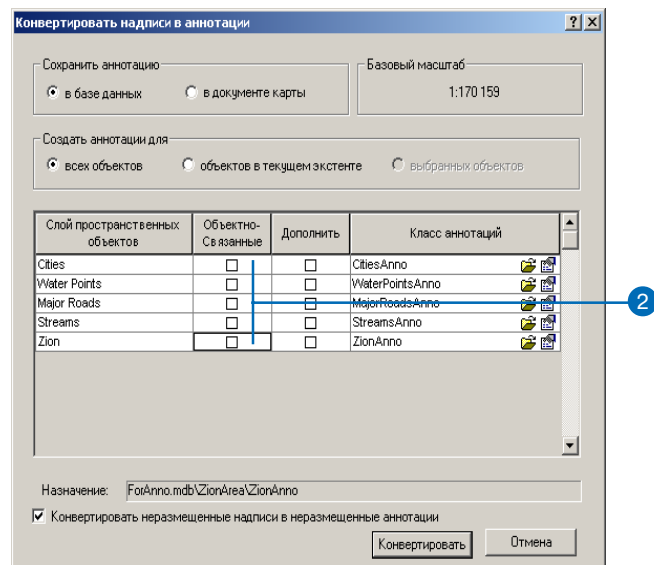 Конвертировать надписи в аннотации
Сохранить аннотацию
в базе данных
в документе карты
Базовый масштаб
1:170 159
Создать аннотации для
всех объектов
объектов в текущем экстенте
выбранных объектов
Слой пространственных объектов
Объектно-Связанные
Дополнить
Класс аннотаций
Cities CitiesAnno
Water Points WaterPointsAnno
Major Roads MajorRoadsAnno
Streams StreamsAnno
Zion ZionAnno
2
Назначение: ForAnno.mdb\ZionArea\ZionAnno
Конвертировать неразмещенные надписи в неразмещенные аннотации
Конвертировать Отмена